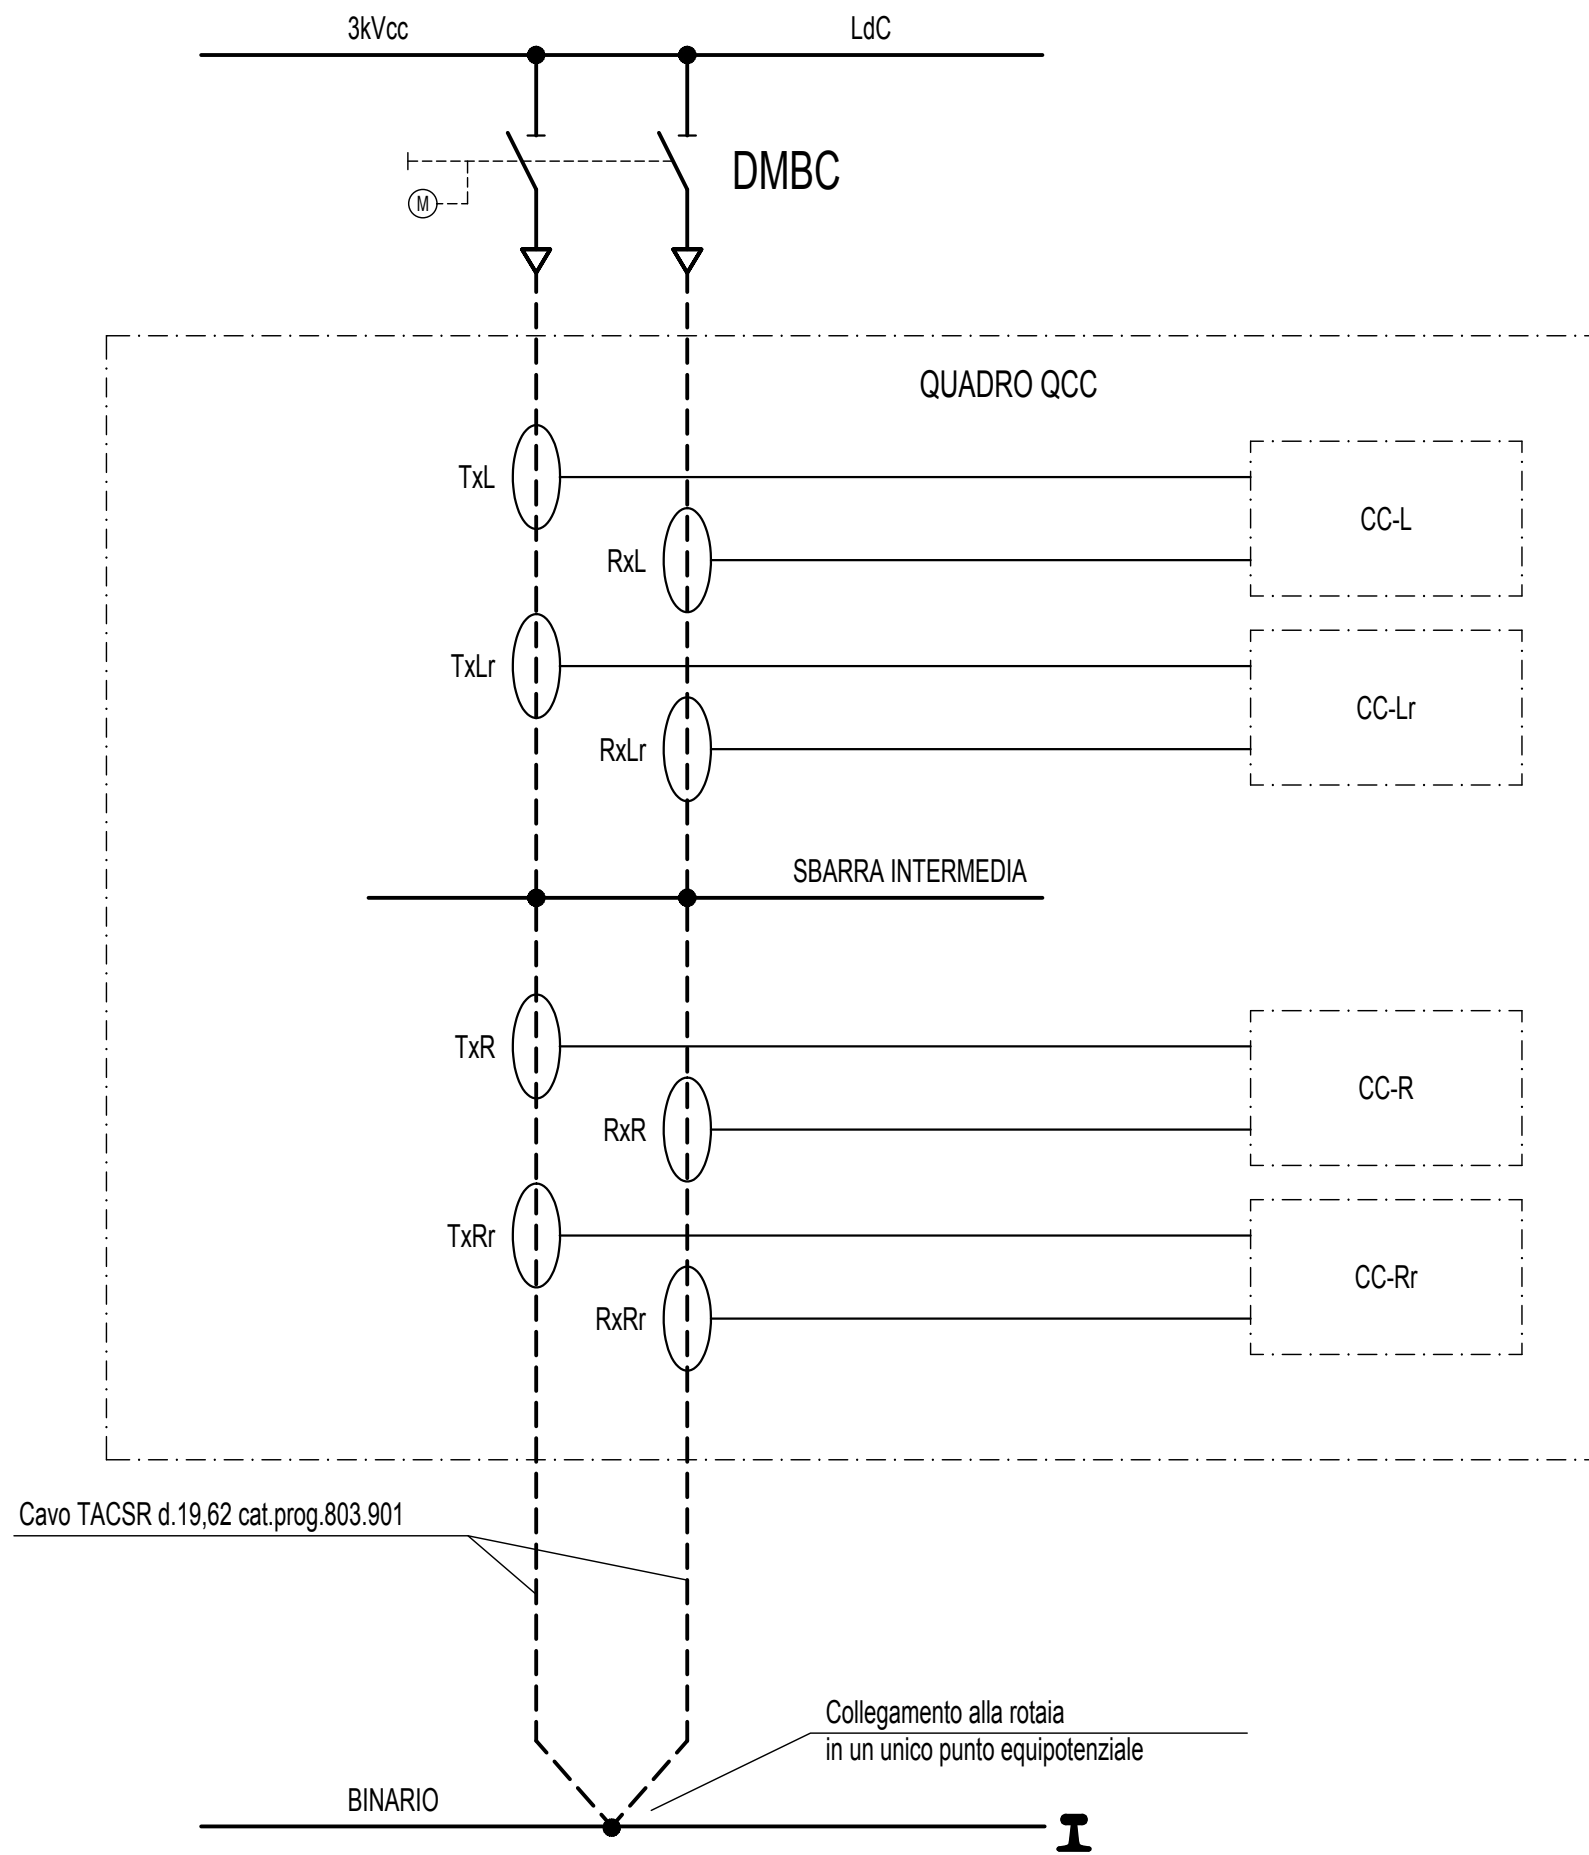 3kVcc
LdC
DMBC
M
QUADRO QCC
TxL
CC-L
RxL
TxLr
CC-Lr
RxLr
SBARRA INTERMEDIA
TxR
CC-R
RxR
TxRr
CC-Rr
RxRr
Cavo TACSR d.19,62 cat.prog.803.901
Collegamento alla rotaia
in un unico punto equipotenziale
BINARIO